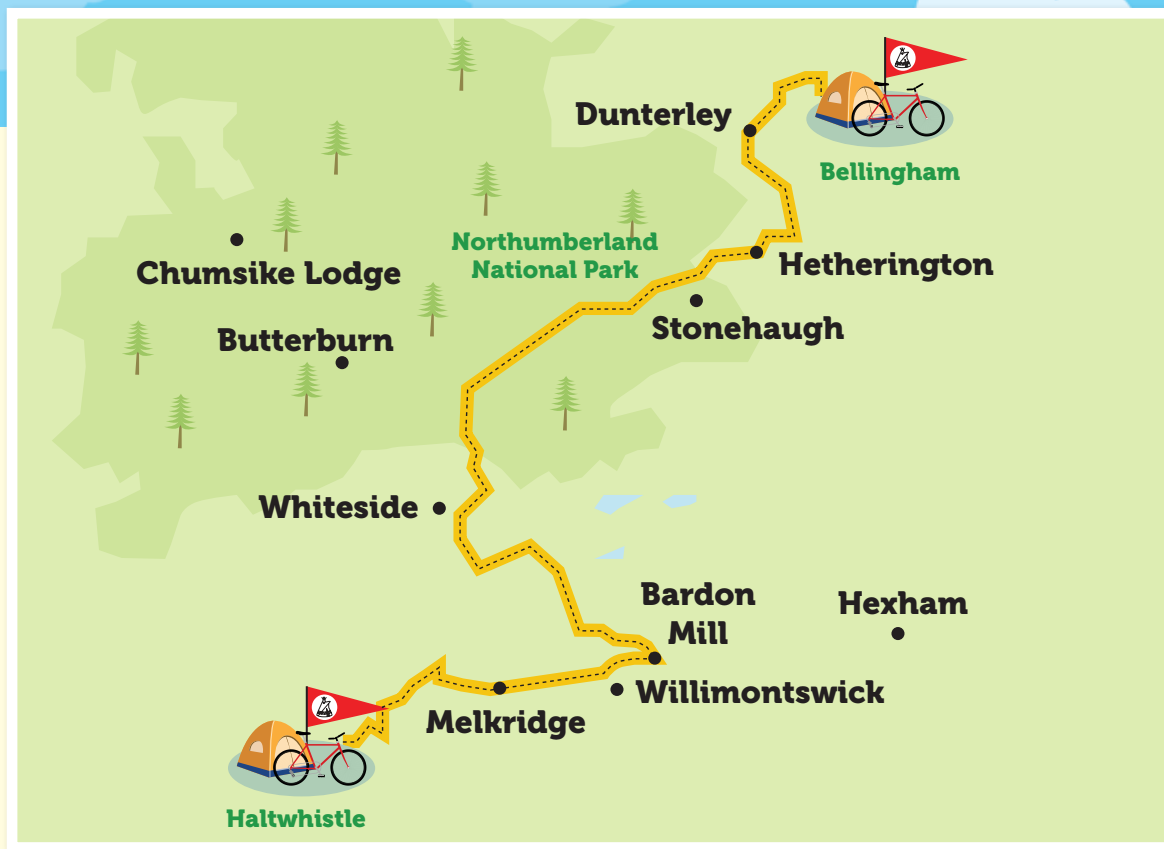 Dunterley
Bellingham
Northumberland
National Park
Hetherington
Chumsike Lodge
Stonehaugh
Butterburn
Whiteside
Bardon
Mill
Hexham
Willimontswick
Melkridge
Haltwhistle